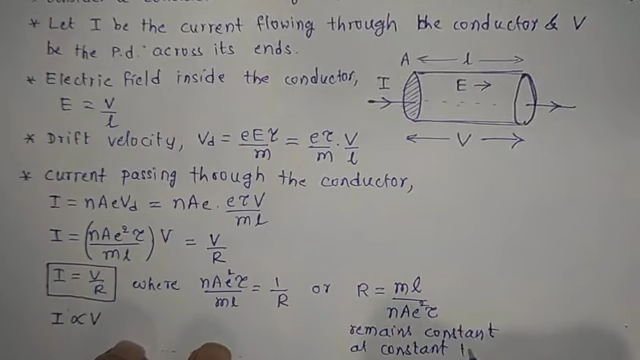 * Let I be the current flowing through the conductor & V
be the P.d. across its ends.
* Electric field inside the conductor,
E = V/l
A ← l →
I
E →
← V →
* Drift velocity, Vd = eEτ/m = eτ/m . V/l
* Current passing through the conductor,
I = nAeVd = nAe . eτV/ml
I = (nAe²τ/ml) V = V/R
I = V/R where nAe²τ/ml = 1/R or R = ml/nAe²τ
I ∝ V
remains constant
at constant